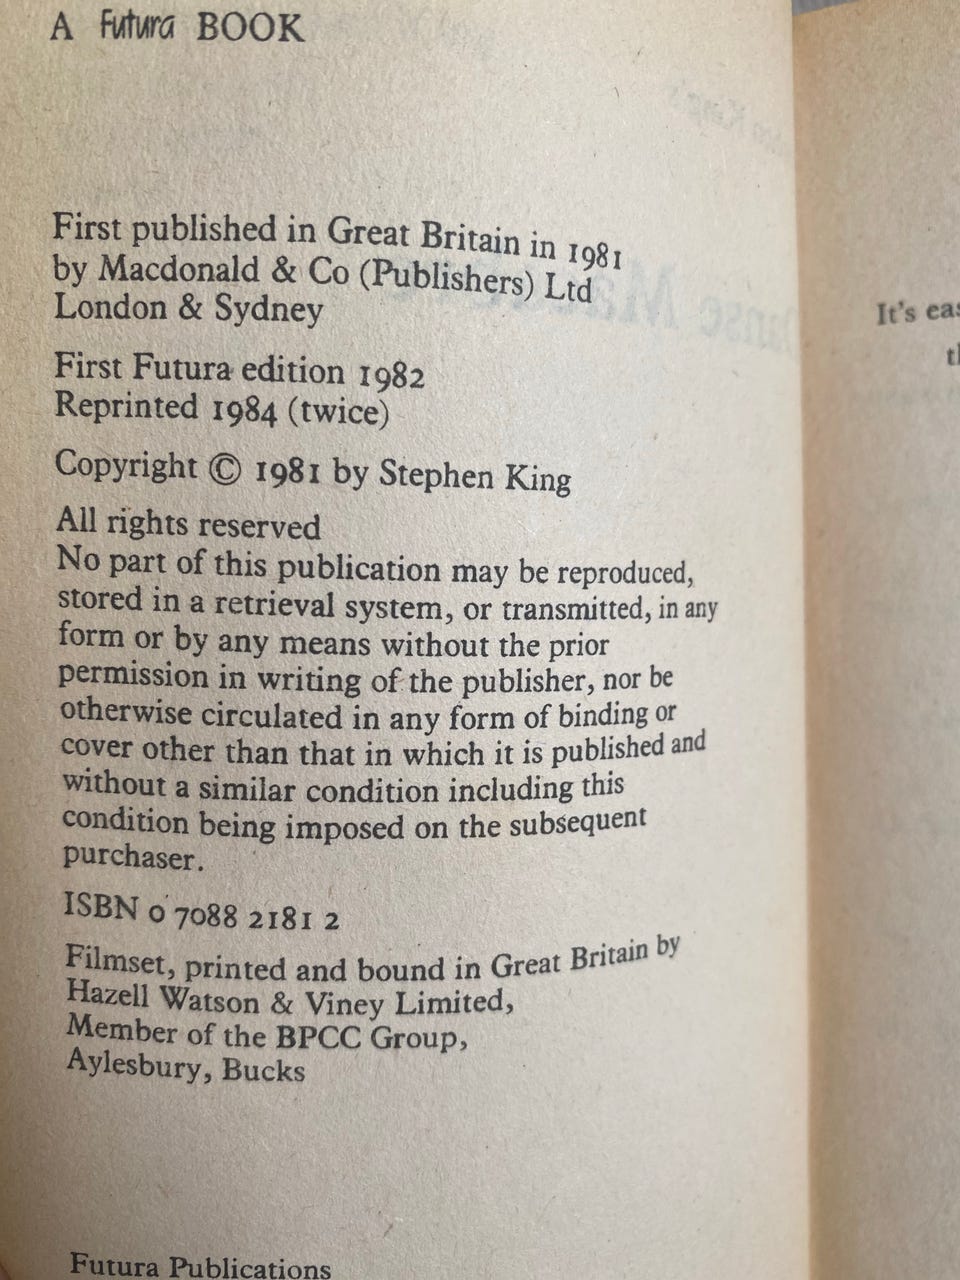 A Futura BOOK
First published in Great Britain in 1981
by Macdonald & Co (Publishers) Ltd
London & Sydney
First Futura edition 1982
Reprinted 1984 (twice)
Copyright © 1981 by Stephen King
All rights reserved
No part of this publication may be reproduced,
stored in a retrieval system, or transmitted, in any
form or by any means without the prior
permission in writing of the publisher, nor be
otherwise circulated in any form of binding or
cover other than that in which it is published and
without a similar condition including this
condition being imposed on the subsequent
purchaser.
ISBN 0 7088 2181 2
Filmset, printed and bound in Great Britain by
Hazell Watson & Viney Limited,
Member of the BPCC Group,
Aylesbury, Bucks
Futura Publications
It's